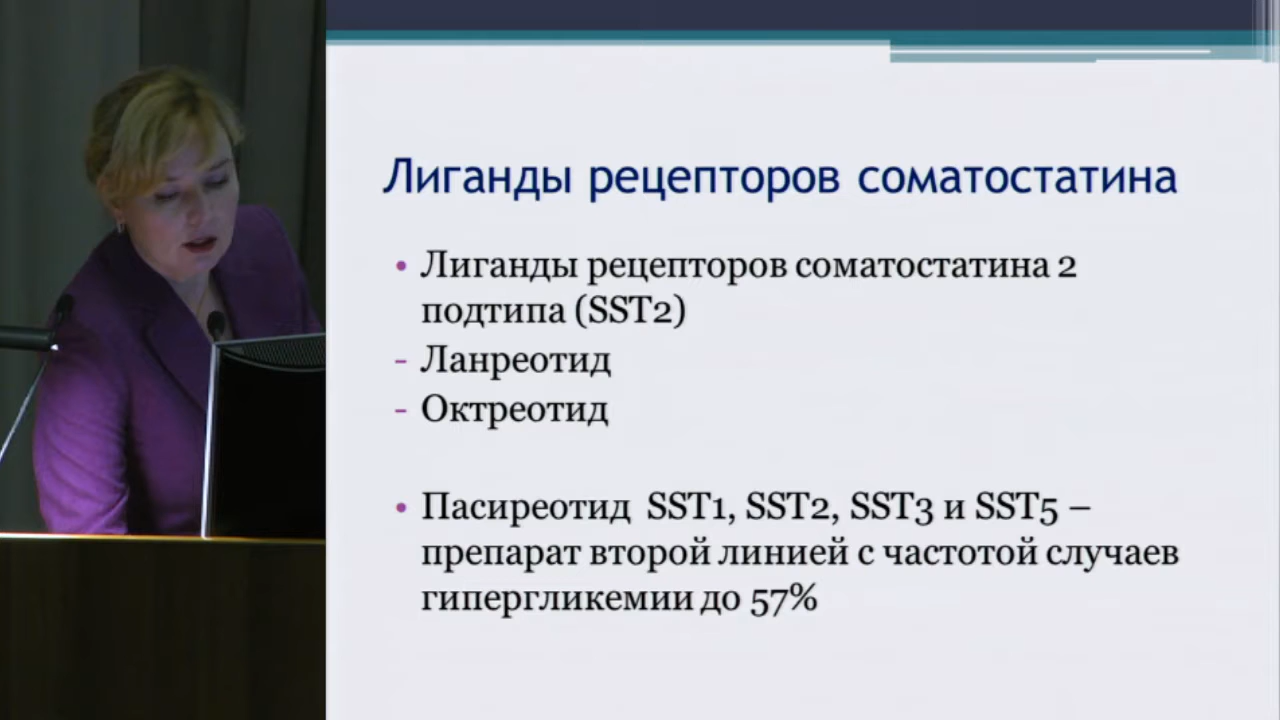 Лиганды рецепторов соматостатина
• Лиганды рецепторов соматостатина 2
подтипа (SST2)
- Ланреотид
- Октреотид
• Пасиреотид SST1, SST2, SST3 и SST5 –
препарат второй линией с частотой случаев
гипергликемии до 57%